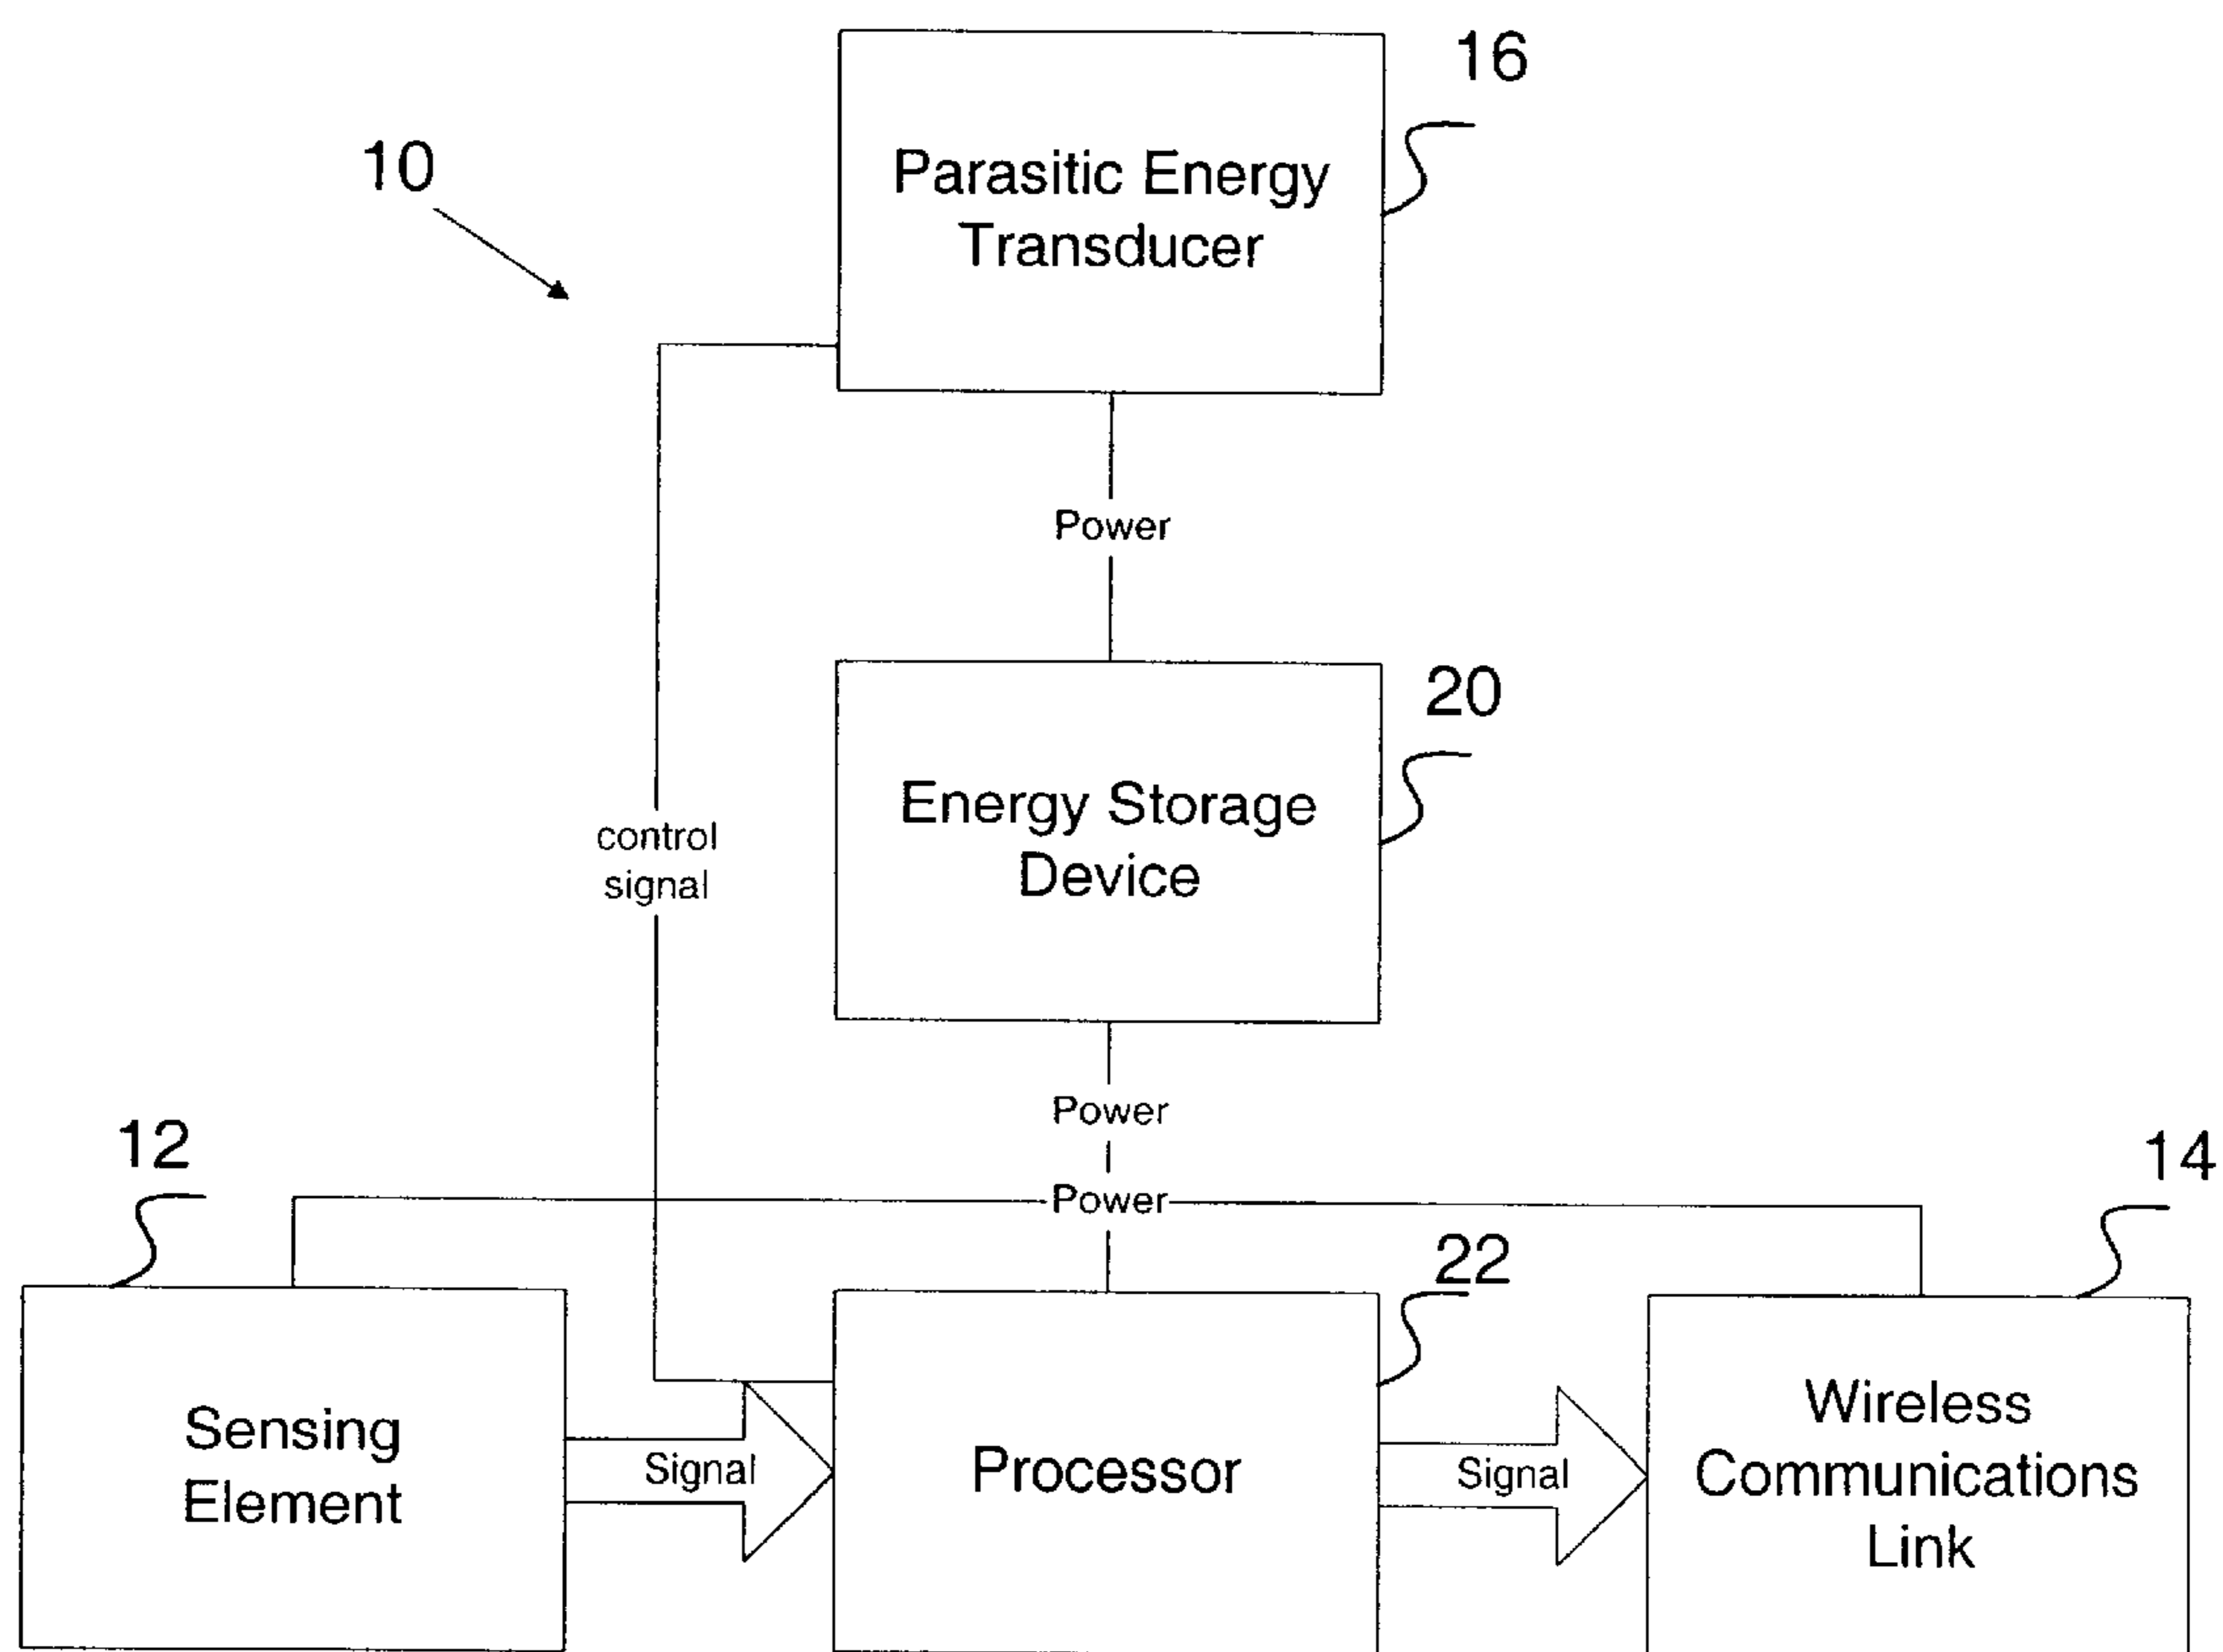 16
10
Parasitic Energy
Transducer
Power
20
Energy Storage
Device
control
signal
Power
12
14
Power
22
Sensing
Element
Signal
Processor
Signal
Wireless
Communications
Link